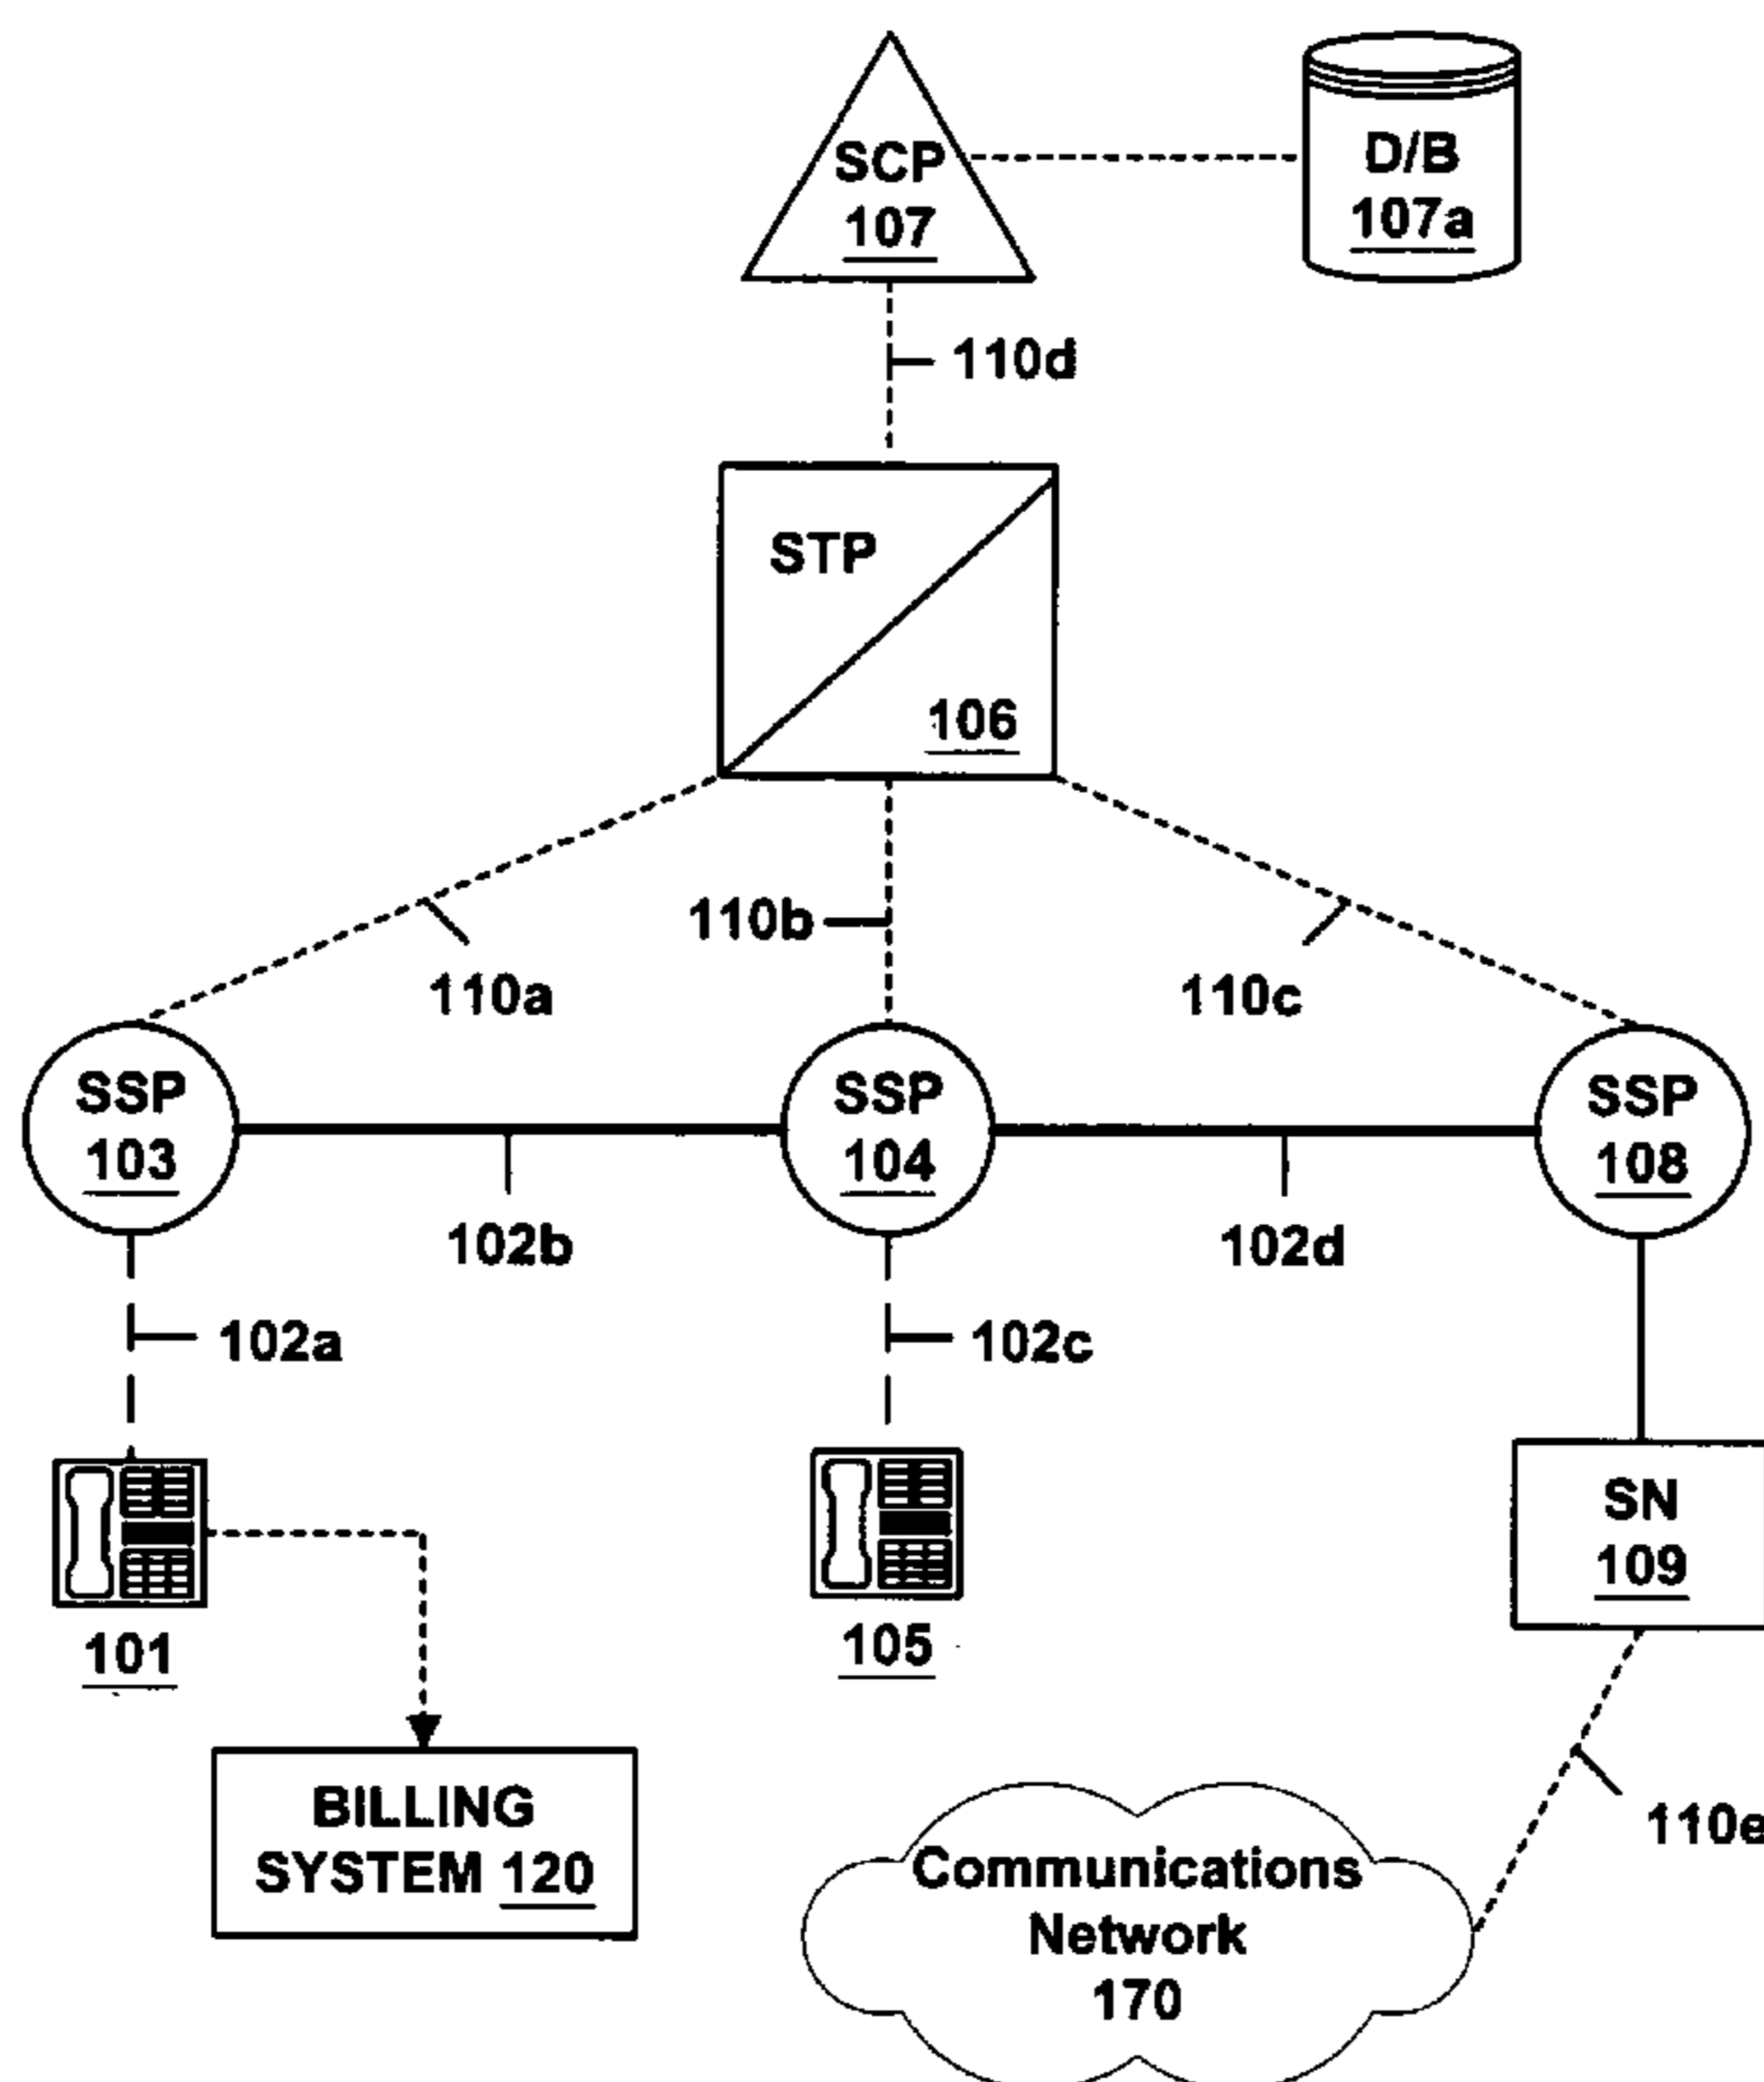 SCP
107
D/B
107a
110d
STP
106
110a
110b
110c
SSP
103
SSP
104
SSP
108
102b
102d
102a
102c
SN
109
101
105
110e
BILLING
SYSTEM 120
Communications
Network
170